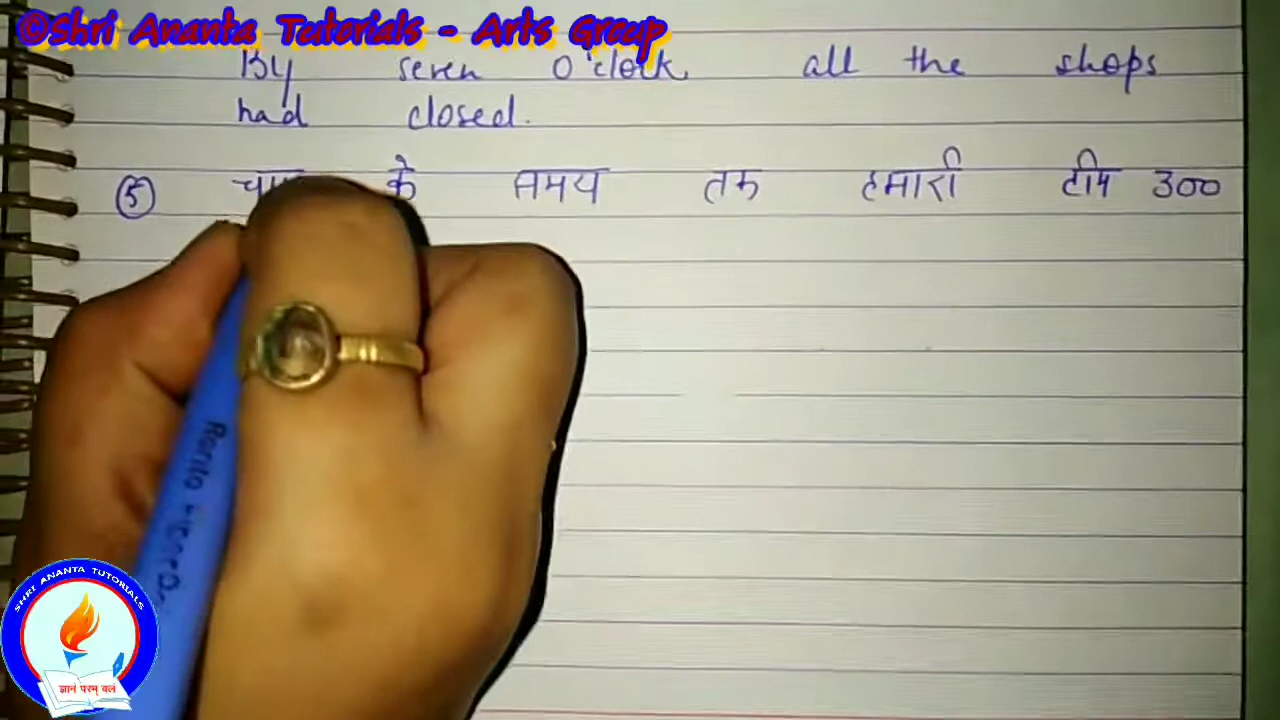 ©Shri Ananta Tutorials - Arts Group
By seven O'clock all the shops
had closed.
⑤ के समय तक हमारी टीम 300
SHRI ANANTA TUTORIALS
ज्ञानं परम् बलं